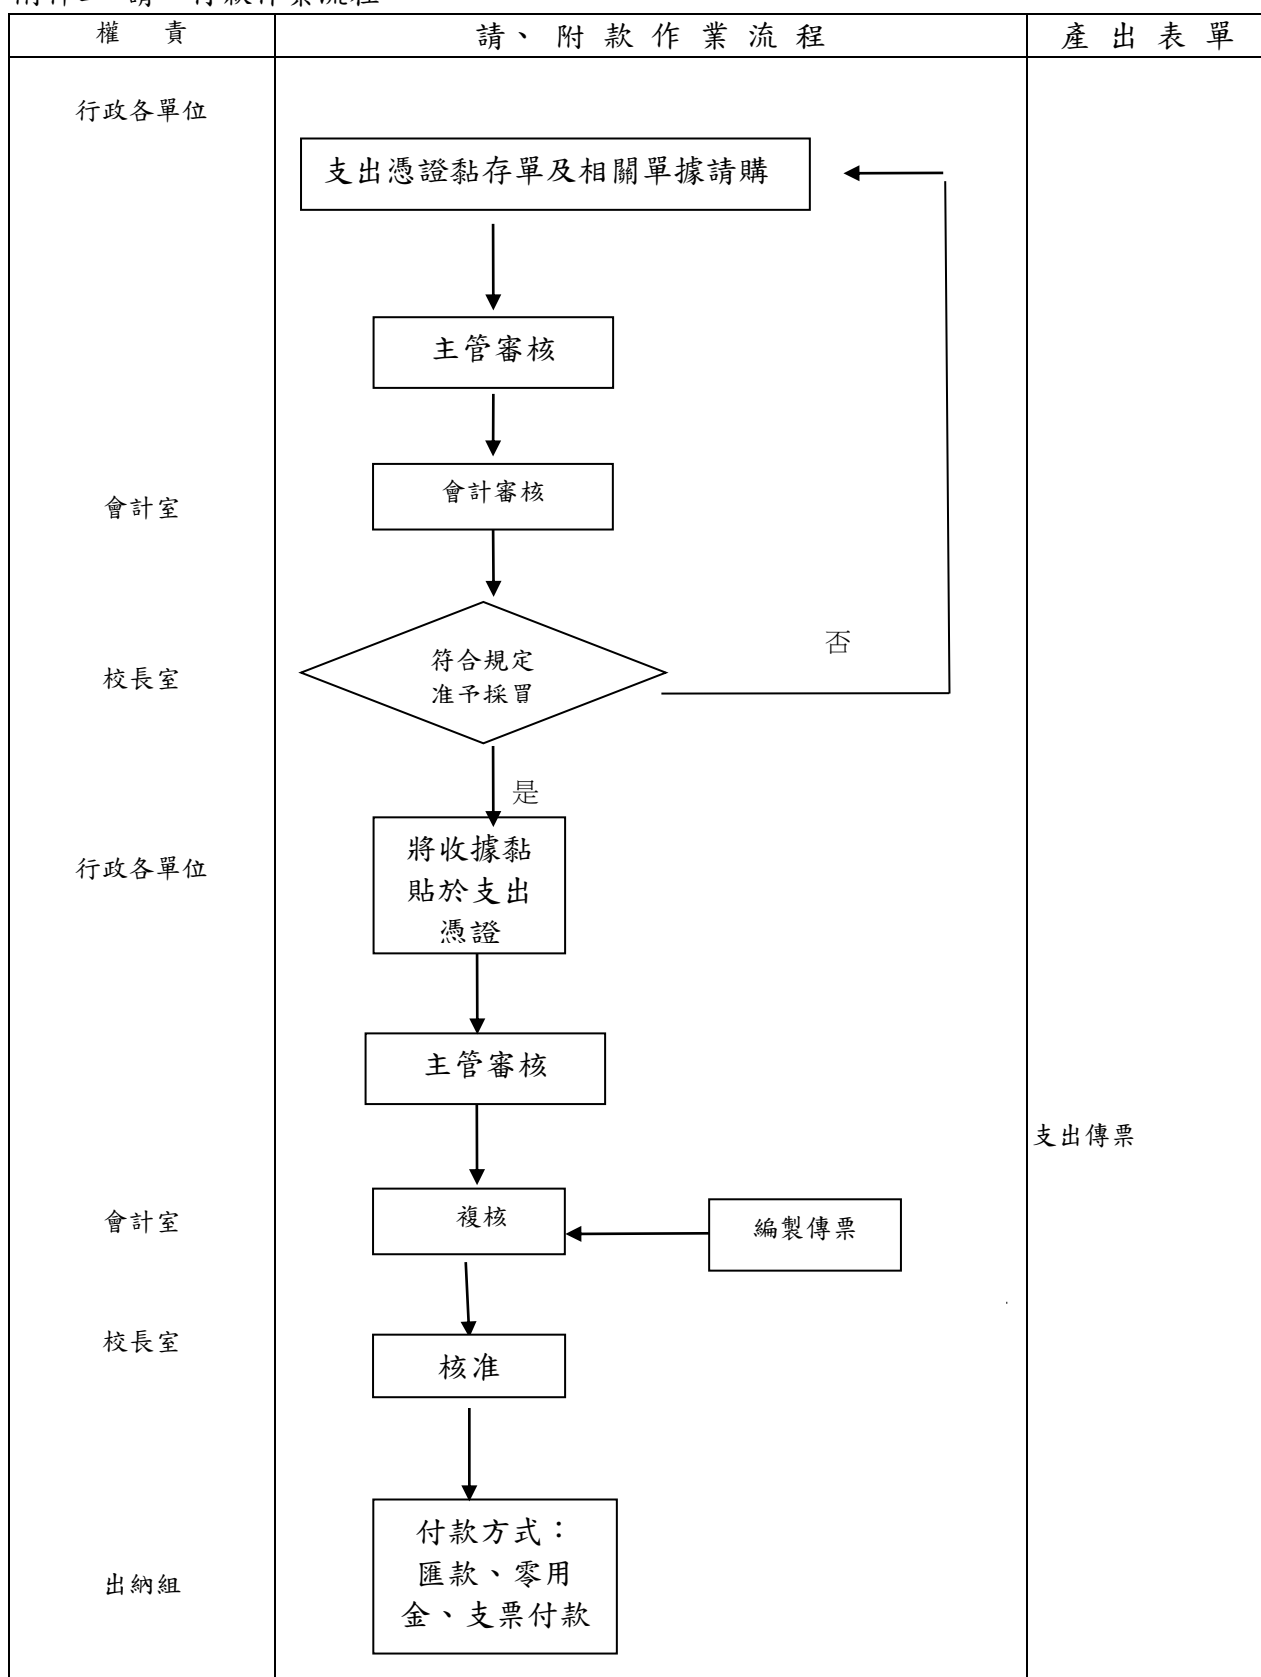 權 責
請、附款作業流程
產出表單
行政各單位
支出憑證黏存單及相關單據請購
主管審核
會計審核
會計室
否
符合規定
准予採買
校長室
是
將收據黏
貼於支出
憑證
行政各單位
主管審核
支出傳票
會計室
複核
編製傳票
校長室
核准
付款方式：
匯款、零用
金、支票付款
出納組